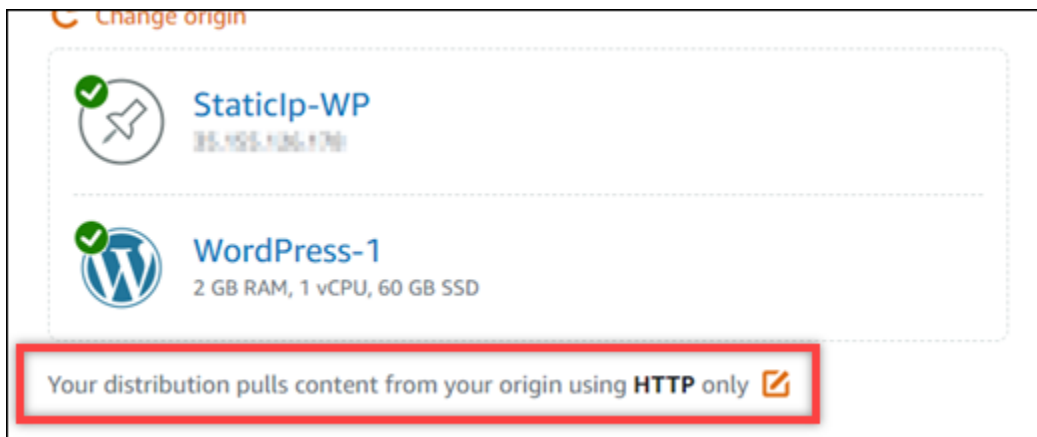 Change origin
StaticIp-WP
WordPress-1
2 GB RAM, 1 vCPU, 60 GB SSD
Your distribution pulls content from your origin using HTTP only